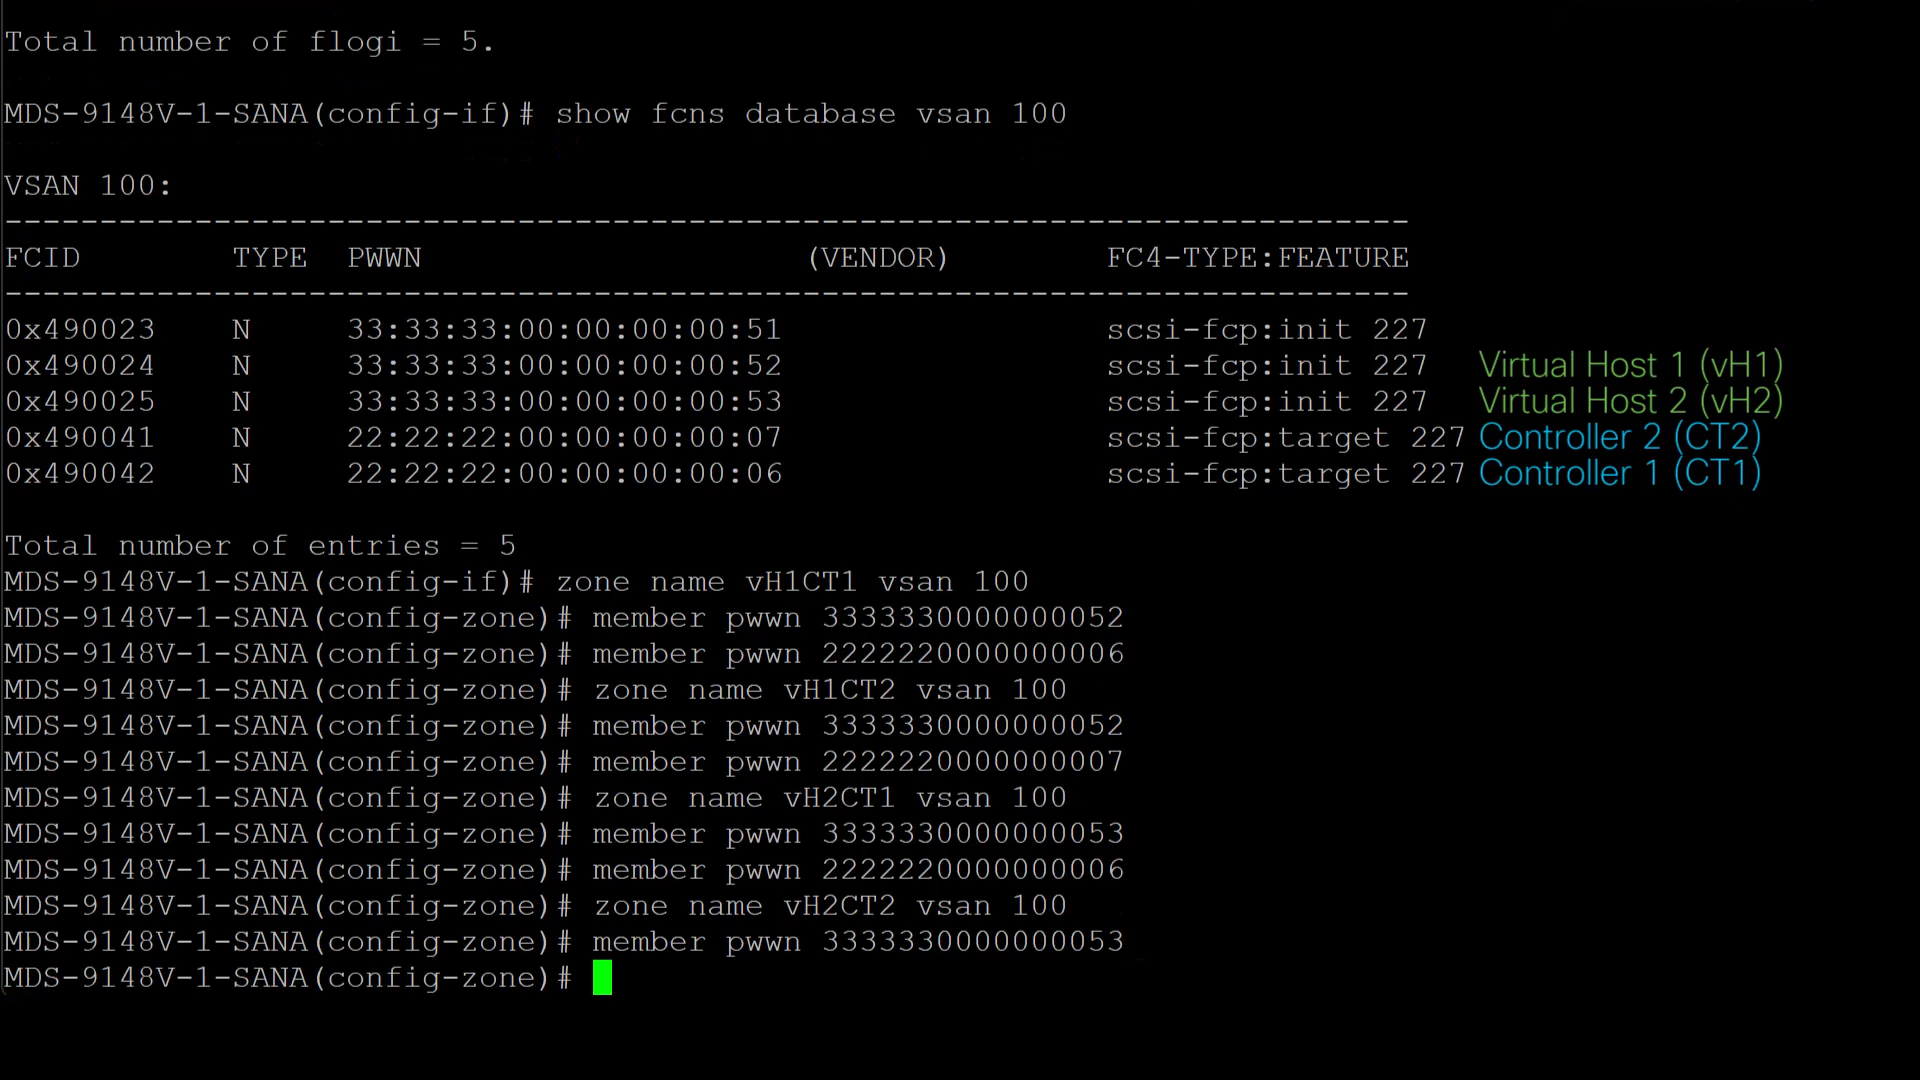 Total number of flogi = 5.
MDS-9148V-1-SANA(config-if)# show fcns database vsan 100
VSAN 100:
--------------------------------------------------------------------------
FCID        TYPE  PWWN                    (VENDOR)        FC4-TYPE:FEATURE
--------------------------------------------------------------------------
0x490023    N     33:33:33:00:00:00:00:51                 scsi-fcp:init 227
0x490024    N     33:33:33:00:00:00:00:52                 scsi-fcp:init 227 Virtual Host 1 (vH1)
0x490025    N     33:33:33:00:00:00:00:53                 scsi-fcp:init 227 Virtual Host 2 (vH2)
0x490041    N     22:22:22:00:00:00:00:07                 scsi-fcp:target 227 Controller 2 (CT2)
0x490042    N     22:22:22:00:00:00:00:06                 scsi-fcp:target 227 Controller 1 (CT1)
Total number of entries = 5
MDS-9148V-1-SANA(config-if)# zone name vH1CT1 vsan 100
MDS-9148V-1-SANA(config-zone)# member pwwn 3333330000000052
MDS-9148V-1-SANA(config-zone)# member pwwn 2222220000000006
MDS-9148V-1-SANA(config-zone)# zone name vH1CT2 vsan 100
MDS-9148V-1-SANA(config-zone)# member pwwn 3333330000000052
MDS-9148V-1-SANA(config-zone)# member pwwn 2222220000000007
MDS-9148V-1-SANA(config-zone)# zone name vH2CT1 vsan 100
MDS-9148V-1-SANA(config-zone)# member pwwn 3333330000000053
MDS-9148V-1-SANA(config-zone)# member pwwn 2222220000000006
MDS-9148V-1-SANA(config-zone)# zone name vH2CT2 vsan 100
MDS-9148V-1-SANA(config-zone)# member pwwn 3333330000000053
MDS-9148V-1-SANA(config-zone)#